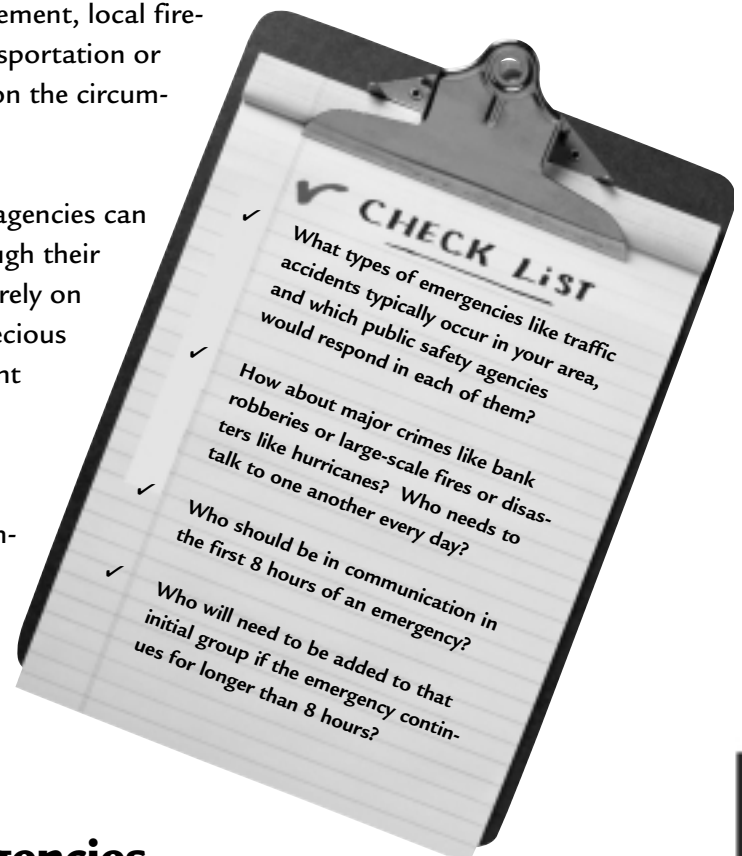 ement, local fire-
sportation or
on the circum-
agencies can
ugh their
rely on
ecious
nt
n-
✓ CHECK LiST
✓ What types of emergencies like traffic
accidents typically occur in your area,
and which public safety agencies
would respond in each of them?
✓ How about major crimes like bank
robberies or large-scale fires or disas-
ters like hurricanes? Who needs to
talk to one another every day?
✓ Who should be in communication in
the first 8 hours of an emergency?
✓ Who will need to be added to that
initial group if the emergency contin-
ues for longer than 8 hours?